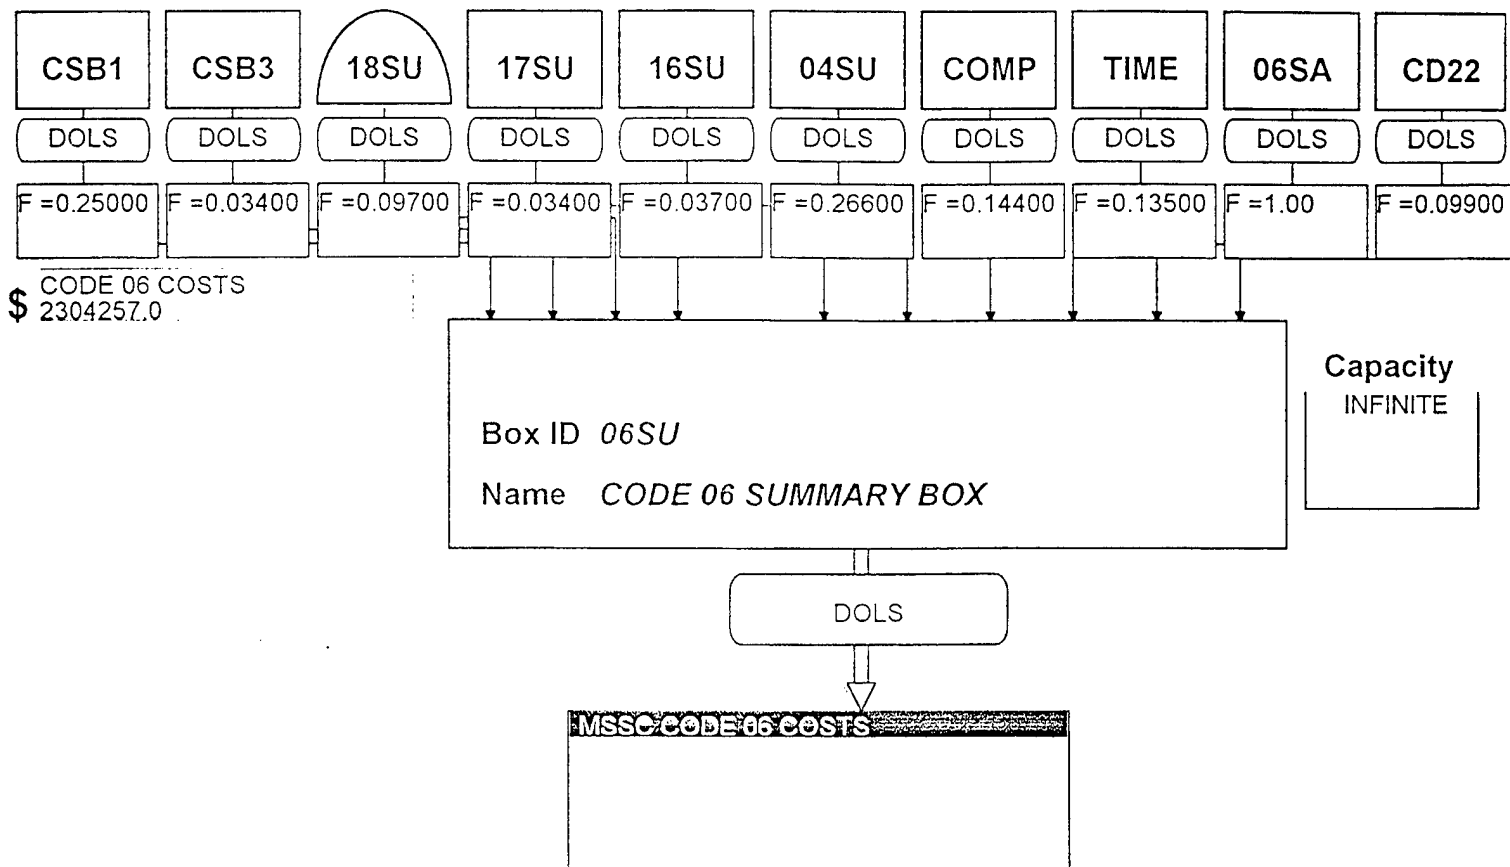 CSB1 CSB3 18SU 17SU 16SU 04SU COMP TIME 06SA CD22
DOLS DOLS DOLS DOLS DOLS DOLS DOLS DOLS DOLS DOLS
F =0.25000 F =0.03400 F =0.09700 F =0.03400 F =0.03700 F =0.26600 F =0.14400 F =0.13500 F =1.00 F =0.09900
CODE 06 COSTS
$ 2304257.0
Capacity
INFINITE
Box ID 06SU
Name CODE 06 SUMMARY BOX
DOLS
MSSC CODE 06 COSTS